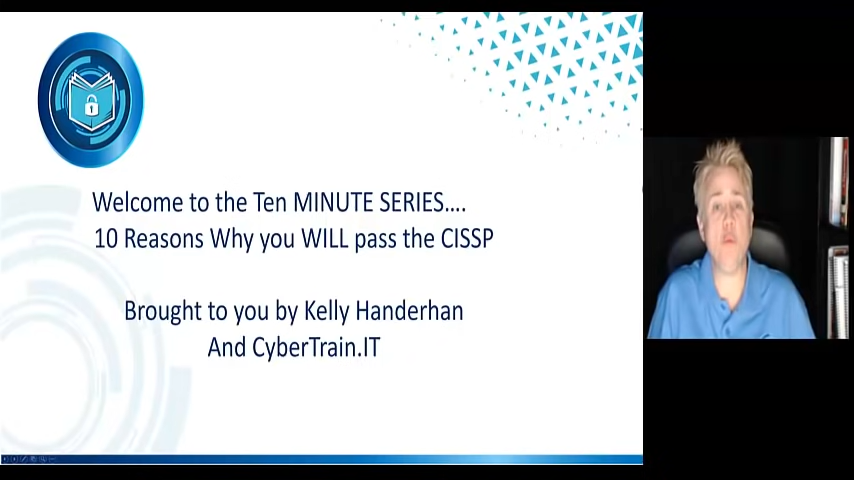 Welcome to the Ten MINUTE SERIES....
10 Reasons Why you WILL pass the CISSP
Brought to you by Kelly Handerhan
And CyberTrain.IT